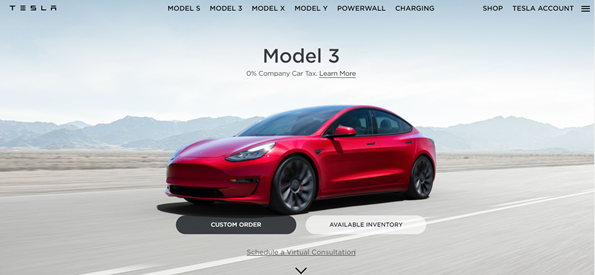 TESLA MODEL S MODEL 3 MODEL X MODEL Y POWERWALL CHARGING SHOP TESLA ACCOUNT
Model 3
0% Company Car Tax. Learn More
CUSTOM ORDER AVAILABLE INVENTORY
Schedule a Virtual Consultation